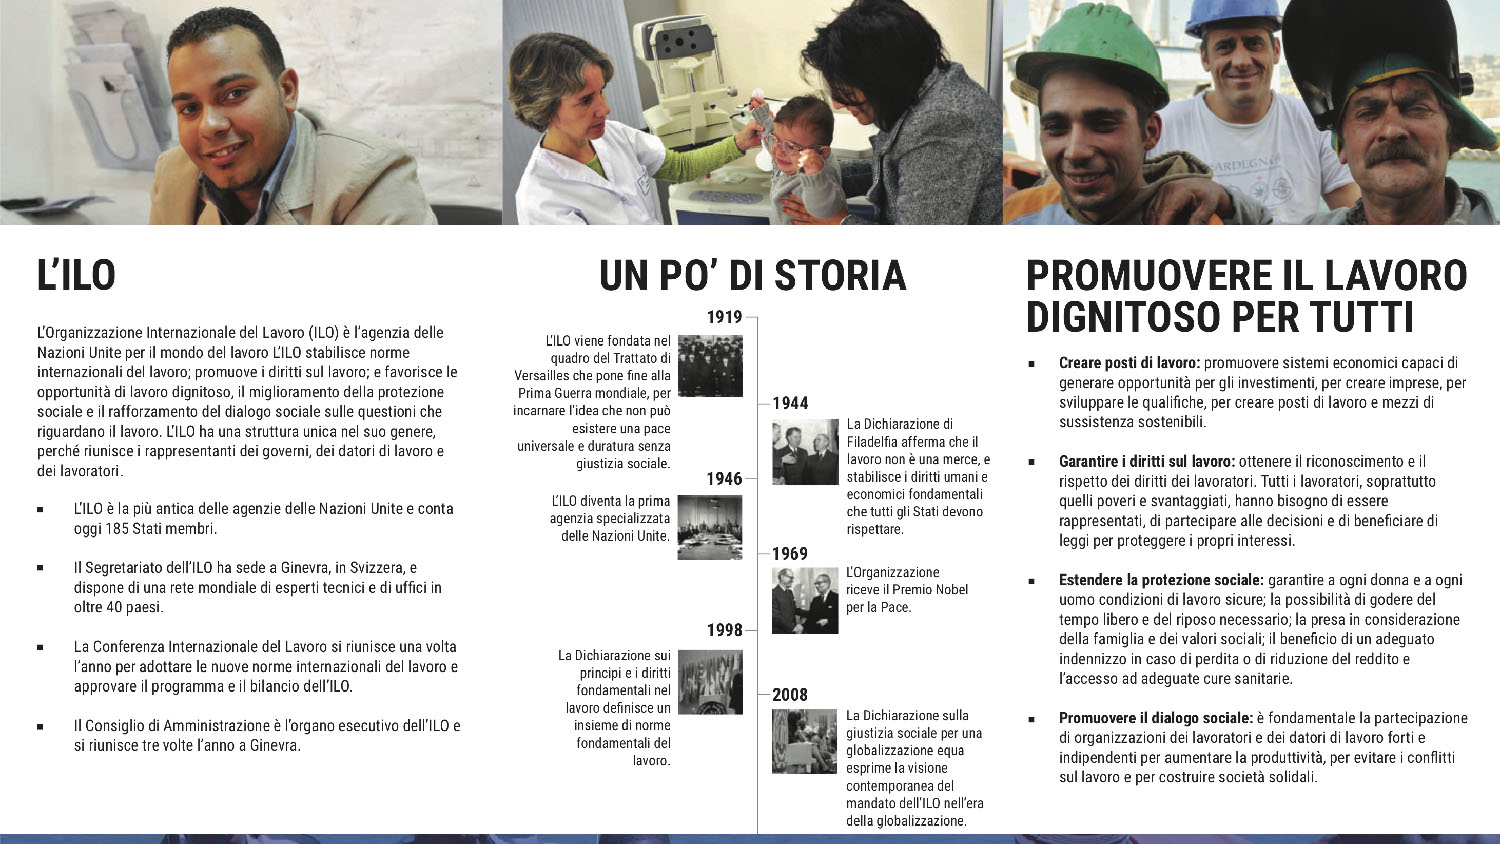 L'ILO
L'Organizzazione Internazionale del Lavoro (ILO) è l'agenzia delle
Nazioni Unite per il mondo del lavoro L'ILO stabilisce norme
internazionali del lavoro; promuove i diritti sul lavoro; e favorisce le
opportunità di lavoro dignitoso, il miglioramento della protezione
sociale e il rafforzamento del dialogo sociale sulle questioni che
riguardano il lavoro. L'ILO ha una struttura unica nel suo genere,
perché riunisce i rappresentanti dei governi, dei datori di lavoro e
dei lavoratori.
▪ L'ILO è la più antica delle agenzie delle Nazioni Unite e conta
oggi 185 Stati membri.
▪ Il Segretariato dell'ILO ha sede a Ginevra, in Svizzera, e
dispone di una rete mondiale di esperti tecnici e di uffici in
oltre 40 paesi.
▪ La Conferenza Internazionale del Lavoro si riunisce una volta
l'anno per adottare le nuove norme internazionali del lavoro e
approvare il programma e il bilancio dell'ILO.
▪ Il Consiglio di Amministrazione è l'organo esecutivo dell'ILO e
si riunisce tre volte l'anno a Ginevra.
UN PO' DI STORIA
1919
L'ILO viene fondata nel
quadro del Trattato di
Versailles che pone fine alla
Prima Guerra mondiale, per
incarnare l'idea che non può
esistere una pace
universale e duratura senza
giustizia sociale.
1944
La Dichiarazione di
Filadelfia afferma che il
lavoro non è una merce, e
stabilisce i diritti umani e
economici fondamentali
che tutti gli Stati devono
rispettare.
1946
L'ILO diventa la prima
agenzia specializzata
delle Nazioni Unite.
1969
L'Organizzazione
riceve il Premio Nobel
per la Pace.
1998
La Dichiarazione sui
principi e i diritti
fondamentali nel
lavoro definisce un
insieme di norme
fondamentali del
lavoro.
2008
La Dichiarazione sulla
giustizia sociale per una
globalizzazione equa
esprime la visione
contemporanea del
mandato dell'ILO nell'era
della globalizzazione.
PROMUOVERE IL LAVORO
DIGNITOSO PER TUTTI
▪ Creare posti di lavoro: promuovere sistemi economici capaci di
generare opportunità per gli investimenti, per creare imprese, per
sviluppare le qualifiche, per creare posti di lavoro e mezzi di
sussistenza sostenibili.
▪ Garantire i diritti sul lavoro: ottenere il riconoscimento e il
rispetto dei diritti dei lavoratori. Tutti i lavoratori, soprattutto
quelli poveri e svantaggiati, hanno bisogno di essere
rappresentati, di partecipare alle decisioni e di beneficiare di
leggi per proteggere i propri interessi.
▪ Estendere la protezione sociale: garantire a ogni donna e a ogni
uomo condizioni di lavoro sicure; la possibilità di godere del
tempo libero e del riposo necessario; la presa in considerazione
della famiglia e dei valori sociali; il beneficio di un adeguato
indennizzo in caso di perdita o di riduzione del reddito e
l'accesso ad adeguate cure sanitarie.
▪ Promuovere il dialogo sociale: è fondamentale la partecipazione
di organizzazioni dei lavoratori e dei datori di lavoro forti e
indipendenti per aumentare la produttività, per evitare i conflitti
sul lavoro e per costruire società solidali.